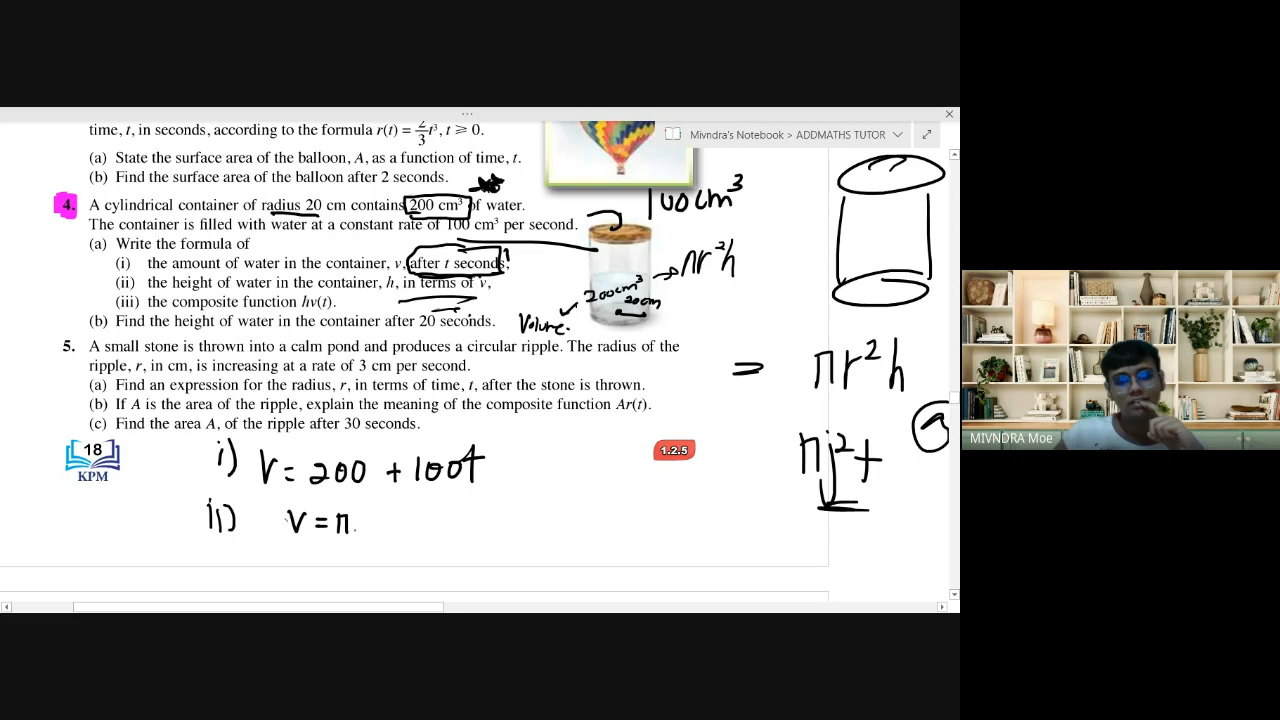 time, t, in seconds, according to the formula r(t) = 2/3 t³, t ⩾ 0.
Mivndra's Notebook > ADDMATHS TUTOR
(a) State the surface area of the balloon, A, as a function of time, t.
(b) Find the surface area of the balloon after 2 seconds.
4. A cylindrical container of radius 20 cm contains 200 cm³ of water.
The container is filled with water at a constant rate of 100 cm³ per second.
(a) Write the formula of
(i) the amount of water in the container, v, after t seconds,
(ii) the height of water in the container, h, in terms of v,
(iii) the composite function hv(t).
(b) Find the height of water in the container after 20 seconds.
100 cm³
πr²h
200cm³
20cm
Volume.
= πr²h
πj²t
5. A small stone is thrown into a calm pond and produces a circular ripple. The radius of the
ripple, r, in cm, is increasing at a rate of 3 cm per second.
(a) Find an expression for the radius, r, in terms of time, t, after the stone is thrown.
(b) If A is the area of the ripple, explain the meaning of the composite function Ar(t).
(c) Find the area A, of the ripple after 30 seconds.
18
KPM
1.2.5
i) V = 200 + 100t
ii) V = π
MIVNDRA Moe